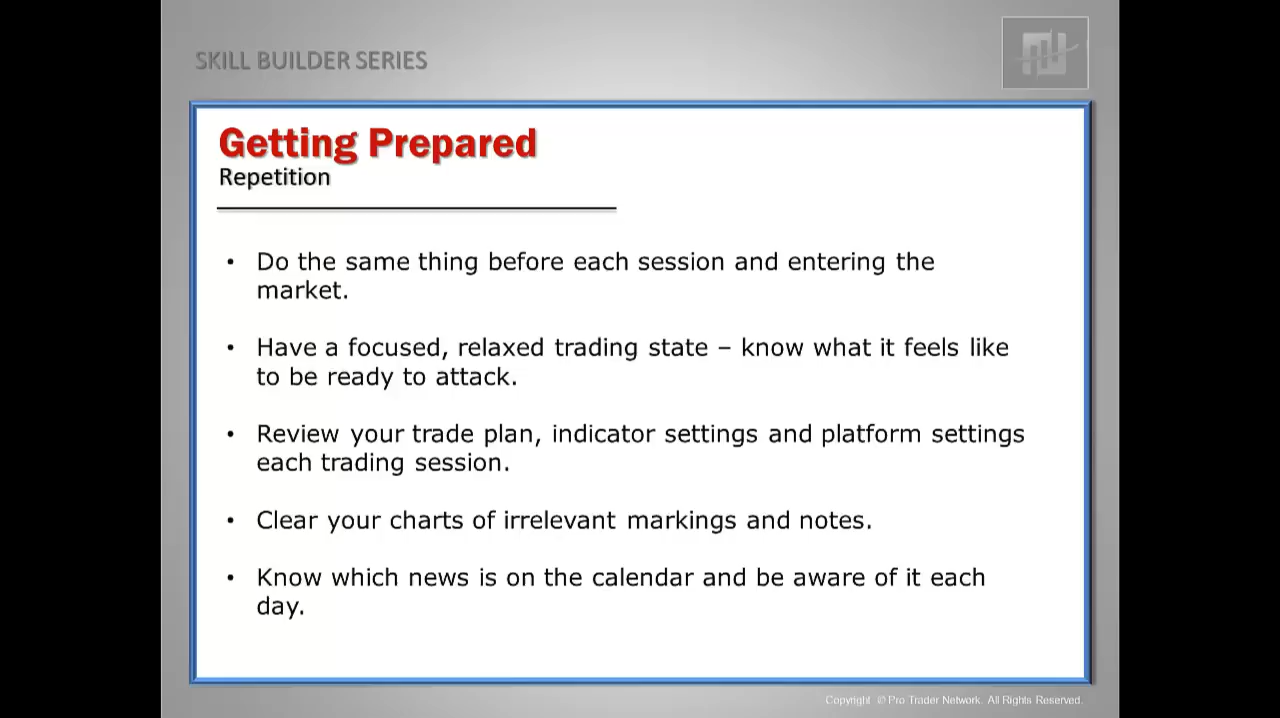 SKILL BUILDER SERIES
Getting Prepared
Repetition
• Do the same thing before each session and entering the
market.
• Have a focused, relaxed trading state – know what it feels like
to be ready to attack.
• Review your trade plan, indicator settings and platform settings
each trading session.
• Clear your charts of irrelevant markings and notes.
• Know which news is on the calendar and be aware of it each
day.
Copyright © Pro Trader Network. All Rights Reserved.